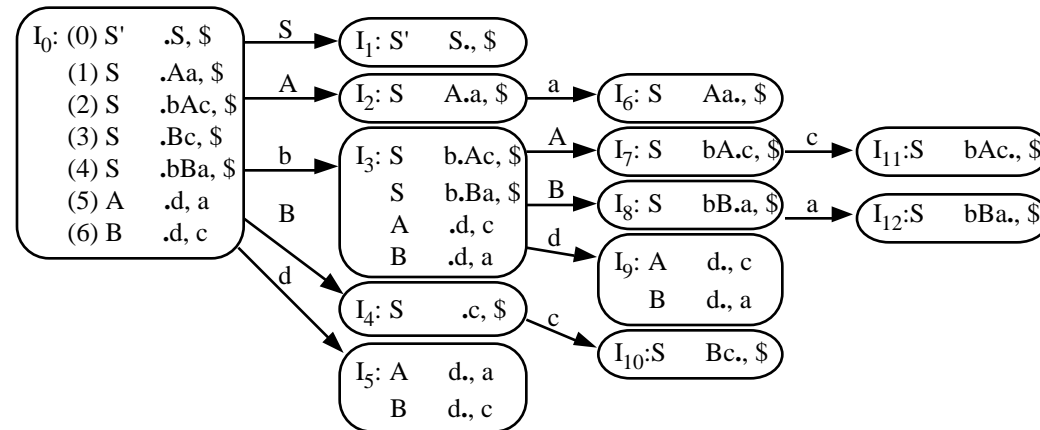 I0: (0) S' .S, $
(1) S .Aa, $
(2) S .bAc, $
(3) S .Bc, $
(4) S .bBa, $
(5) A .d, a
(6) B .d, c
S
A
b
B
d
I1: S' S., $
I2: S A.a, $
I3: S b.Ac, $
S b.Ba, $
A .d, c
B .d, a
I4: S .c, $
I5: A d., a
B d., c
a
A
B
d
c
I6: S Aa., $
I7: S bA.c, $
I8: S bB.a, $
I9: A d., c
B d., a
I10:S Bc., $
c
a
I11:S bAc., $
I12:S bBa., $